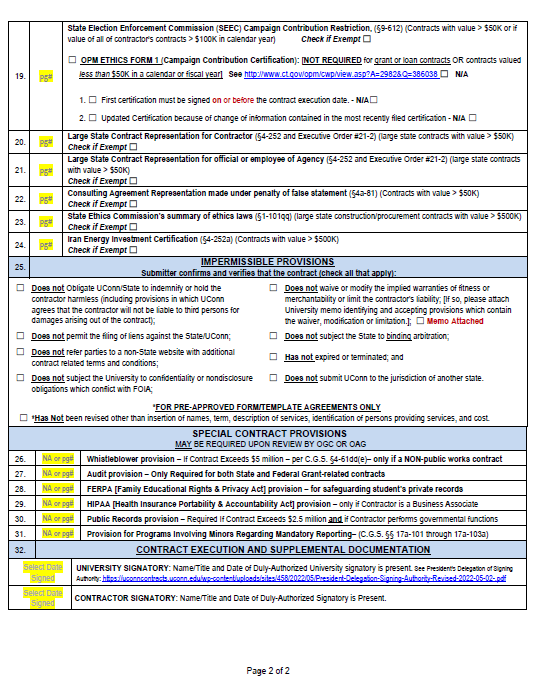 State Election Enforcement Commission (SEEC) Campaign Contribution Restriction, (§9-612) (Contracts with value > $50K or if
value of all of contractor's contracts > $100K in calendar year) Check if Exempt ☐
19. pg#
☐ OPM ETHICS FORM 1 (Campaign Contribution Certification): [NOT REQUIRED for grant or loan contracts OR contracts valued
less than $50K in a calendar or fiscal year] See http://www.ct.gov/opm/cwp/view.asp?A=2982&Q=386038 ☐ N/A
1. ☐ First certification must be signed on or before the contract execution date. - N/A☐
2. ☐ Updated Certification because of change of information contained in the most recently filed certification - N/A ☐
20. pg# Large State Contract Representation for Contractor (§4-252 and Executive Order #21-2) (large state contracts with value > $50K)
Check if Exempt ☐
21. pg# Large State Contract Representation for official or employee of Agency (§4-252 and Executive Order #21-2) (large state contracts
with value > $50K)
Check if Exempt ☐
22. pg# Consulting Agreement Representation made under penalty of false statement (§4a-81) (Contracts with value > $50K)
Check if Exempt ☐
23. pg# State Ethics Commission's summary of ethics laws (§1-101qq) (large state construction/procurement contracts with value > $500K)
Check if Exempt ☐
24. pg# Iran Energy Investment Certification (§4-252a) (Contracts with value > $500K)
Check if Exempt ☐
25. IMPERMISSIBLE PROVISIONS
Submitter confirms and verifies that the contract (check all that apply):
☐ Does not Obligate UConn/State to indemnify or hold the
contractor harmless (including provisions in which UConn
agrees that the contractor will not be liable to third persons for
damages arising out of the contract);
☐ Does not waive or modify the implied warranties of fitness or
merchantability or limit the contractor's liability; [If so, please attach
University memo identifying and accepting provisions which contain
the waiver, modification or limitation.]; ☐ Memo Attached
☐ Does not permit the filing of liens against the State/UConn;
☐ Does not subject the State to binding arbitration;
☐ Does not refer parties to a non-State website with additional
contract related terms and conditions;
☐ Has not expired or terminated; and
☐ Does not subject the University to confidentiality or nondisclosure
obligations which conflict with FOIA;
☐ Does not submit UConn to the jurisdiction of another state.
*FOR PRE-APPROVED FORM/TEMPLATE AGREEMENTS ONLY
☐ *Has Not been revised other than insertion of names, term, description of services, identification of persons providing services, and cost.
SPECIAL CONTRACT PROVISIONS
MAY BE REQUIRED UPON REVIEW BY OGC OR OAG
26. NA or pg# Whistleblower provision – If Contract Exceeds $5 million – per C.G.S. §4-61dd(e)– only if a NON-public works contract
27. NA or pg# Audit provision – Only Required for both State and Federal Grant-related contracts
28. NA or pg# FERPA [Family Educational Rights & Privacy Act] provision – for safeguarding student's private records
29. NA or pg# HIPAA [Health Insurance Portability & Accountability Act] provision – only if Contractor is a Business Associate
30. NA or pg# Public Records provision – Required If Contract Exceeds $2.5 million and if Contractor performs governmental functions
31. NA or pg# Provision for Programs Involving Minors Regarding Mandatory Reporting– (C.G.S. §§ 17a-101 through 17a-103a)
32. CONTRACT EXECUTION AND SUPPLEMENTAL DOCUMENTATION
Select Date
Signed
UNIVERSITY SIGNATORY: Name/Title and Date of Duly-Authorized University signatory is present. See President's Delegation of Signing
Authority: https://uconncontracts.uconn.edu/wp-content/uploads/sites/458/2022/05/President-Delegation-Signing-Authority-Revised-2022-05-02-.pdf
Select Date
Signed
CONTRACTOR SIGNATORY: Name/Title and Date of Duly-Authorized Signatory is Present.
Page 2 of 2